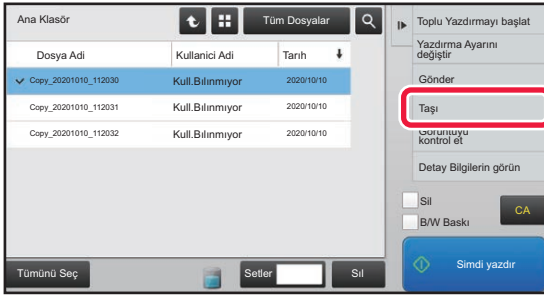 Ana Klasör
Tüm Dosyalar
Dosya Adi
Kullanici Adi
Tarıh
Copy_20201010_112030
Kull.Bılınmıyor
2020/10/10
Copy_20201010_112031
Kull.Bılınmıyor
2020/10/10
Copy_20201010_112032
Kull.Bılınmıyor
2020/10/10
Tümünü Seç
Setler
Sıl
Toplu Yazdırmayı başlat
Yazdırma Ayarını
değiştir
Gönder
Taşı
Görüntüyü
kontrol et
Detay Bilgilerin görün
Sil
B/W Baskı
CA
Simdi yazdır